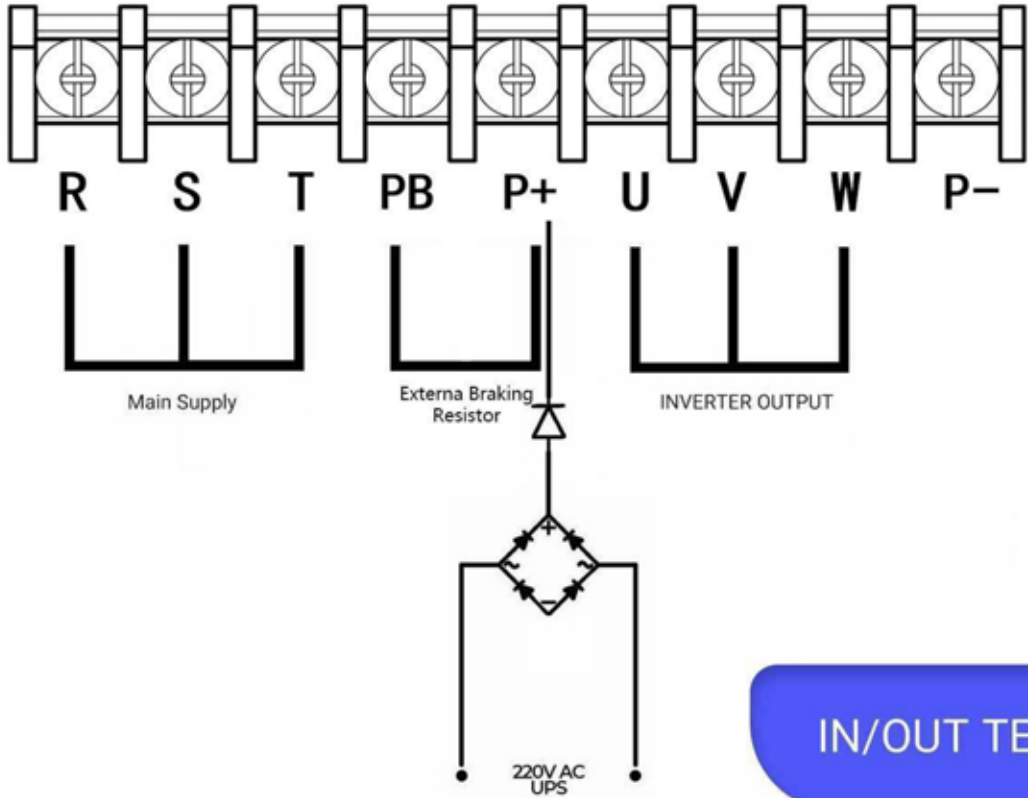 R S T PB P+ U V W P-
Main Supply
Externa Braking
Resistor
INVERTER OUTPUT
+
~ ~
-
220V AC
UPS
IN/OUT TE